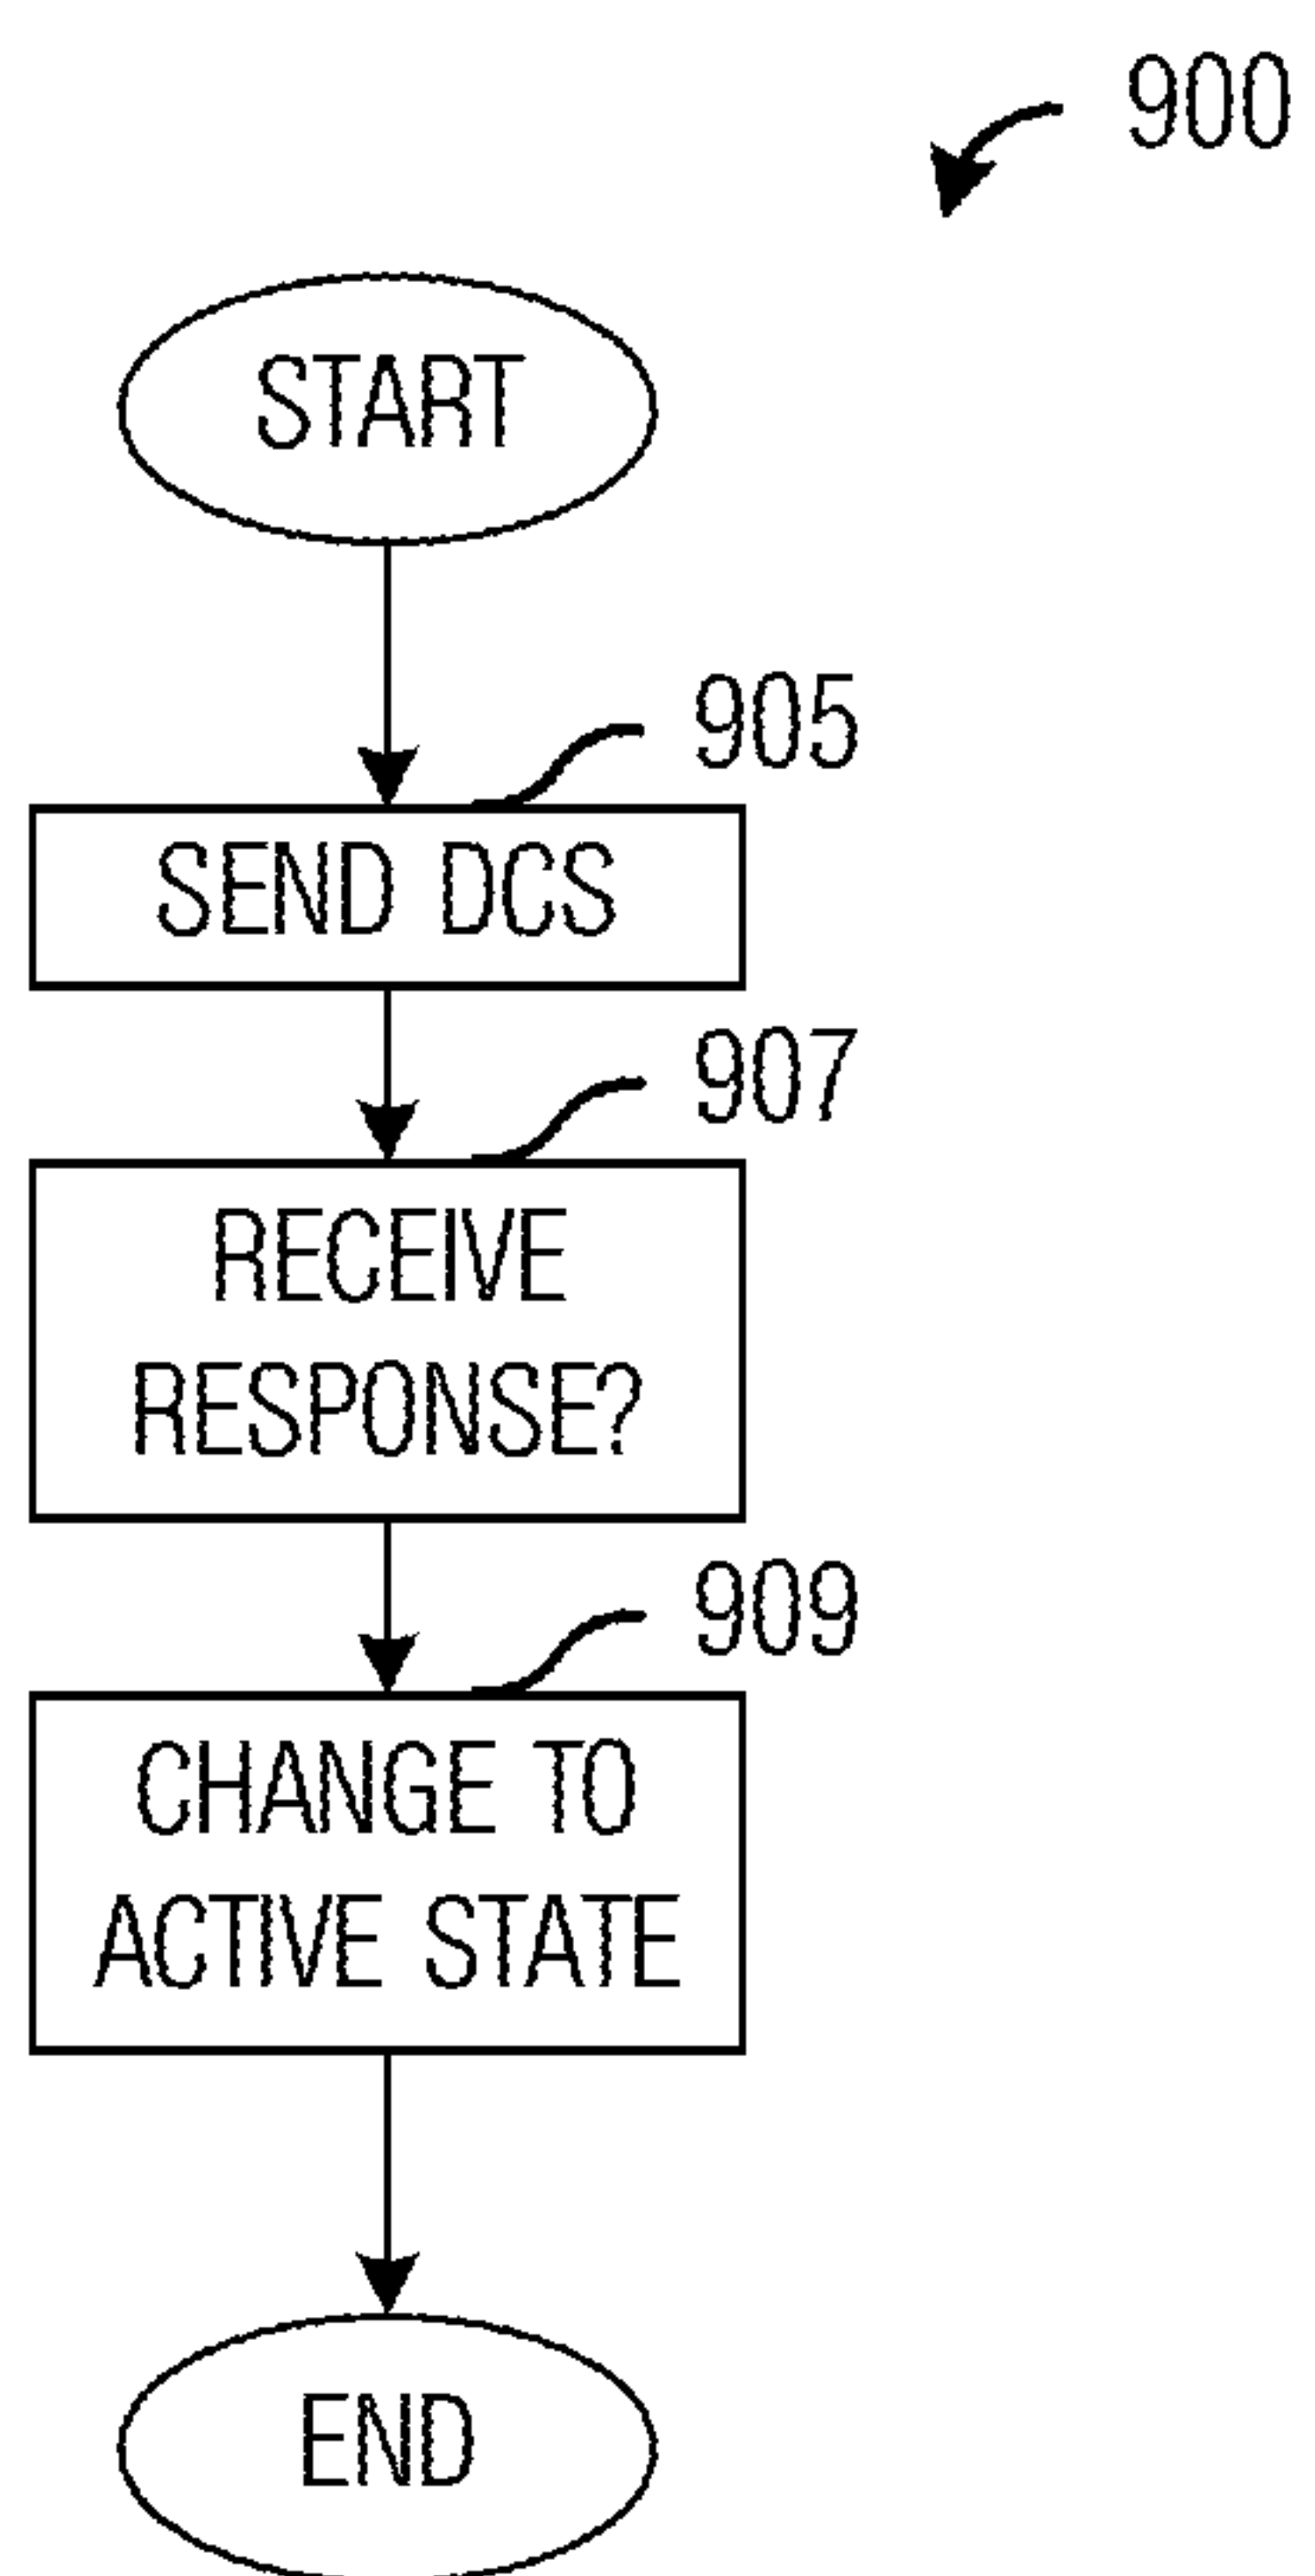 900
START
905
SEND DCS
907
RECEIVE
RESPONSE?
909
CHANGE TO
ACTIVE STATE
END